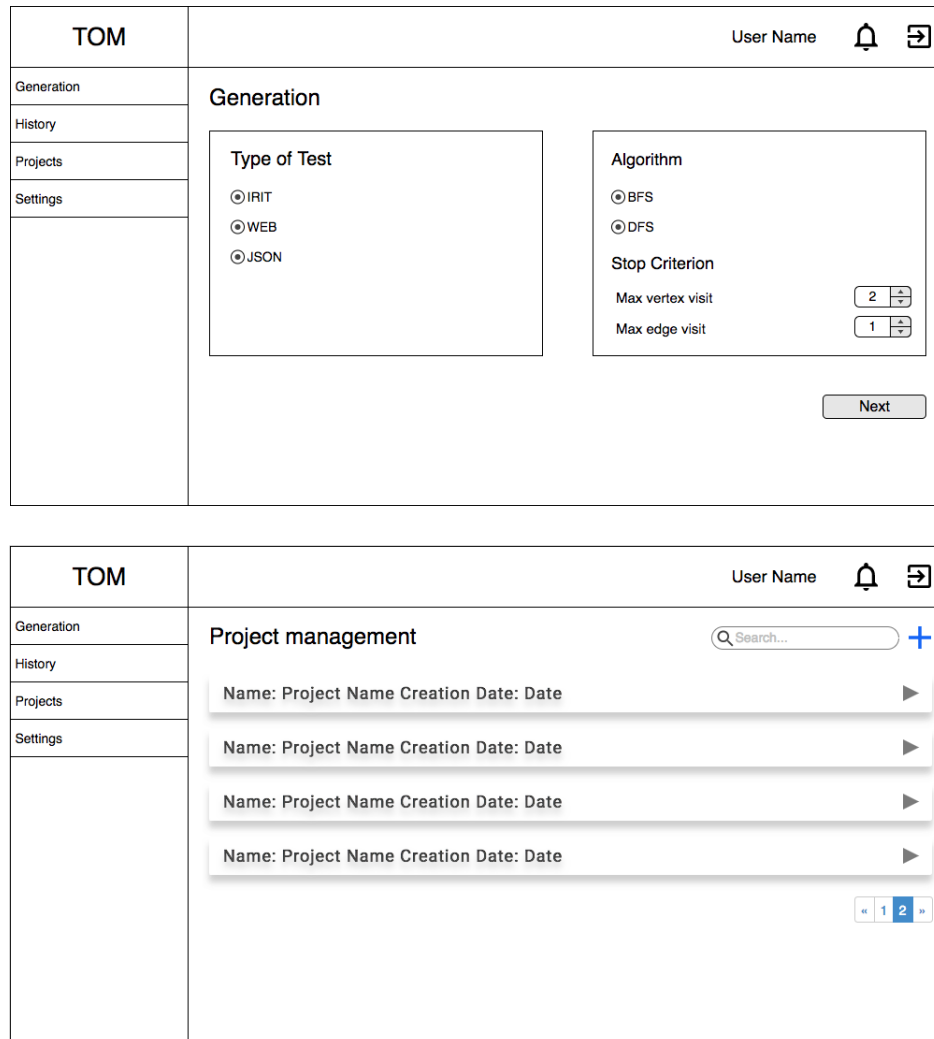 TOM
User Name
Generation
History
Projects
Settings
Generation
Type of Test
IRIT
WEB
JSON
Algorithm
BFS
DFS
Stop Criterion
Max vertex visit 2
Max edge visit 1
Next
TOM
User Name
Generation
History
Projects
Settings
Project management
Search...
Name: Project Name Creation Date: Date
Name: Project Name Creation Date: Date
Name: Project Name Creation Date: Date
Name: Project Name Creation Date: Date
« 1 2 »